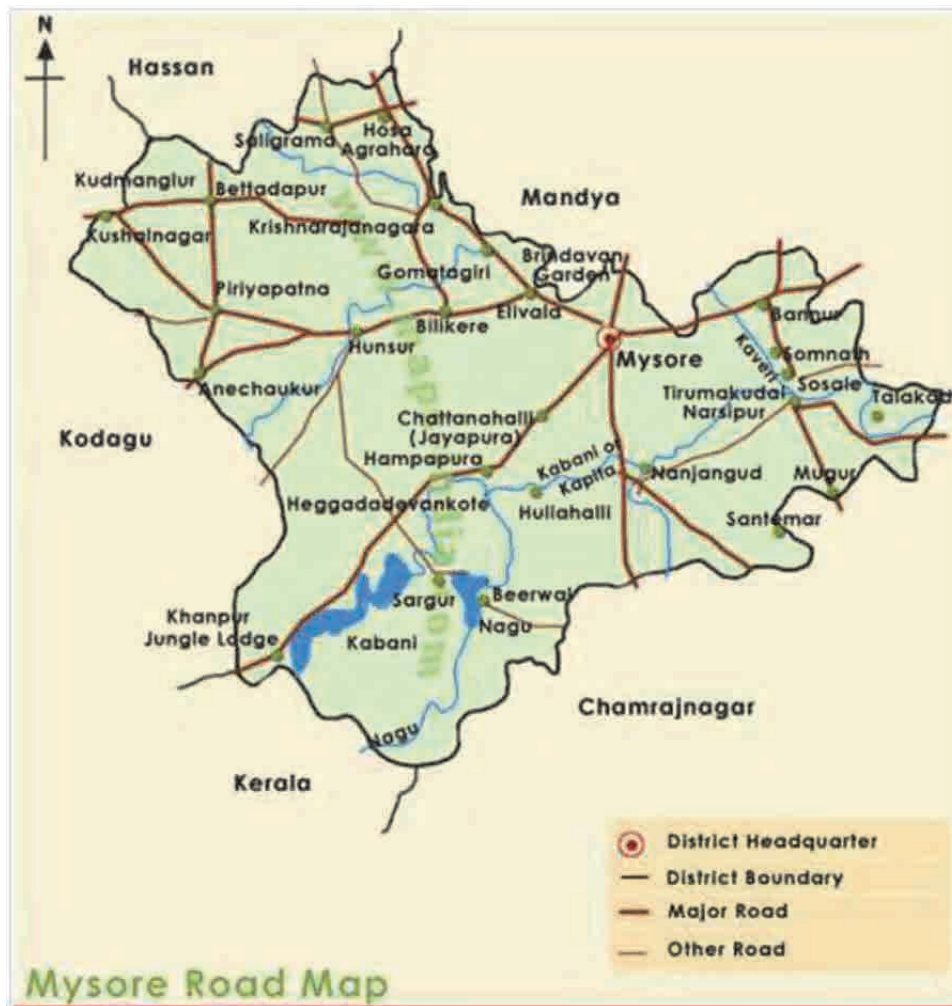 N
Hassan
Saligrama
Hosa
Agrahara
Kudmanglur
Bettadapur
Mandya
Kushalnagar
Krishnarajanagara
Gomatagiri
Brindavan
Garden
Piriyapatna
Bilikere
Elivala
Bannur
Hunsur
Mysore
Kaveri
Somnath
Sosale
Anechaukur
Tirumakudal
Narsipur
Talakad
Chattanahalli
(Jayapura)
Kodagu
Hampapura
Kabani or
Kapila
Nanjangud
Mugur
Heggadadevankote
Hullahalli
Santemar
Sargur
Beerwal
Khanpur
Jungle Lodge
Kabani
Nagu
Chamrajnagar
Nagu
Kerala
District Headquarter
District Boundary
Major Road
Other Road
Mysore Road Map